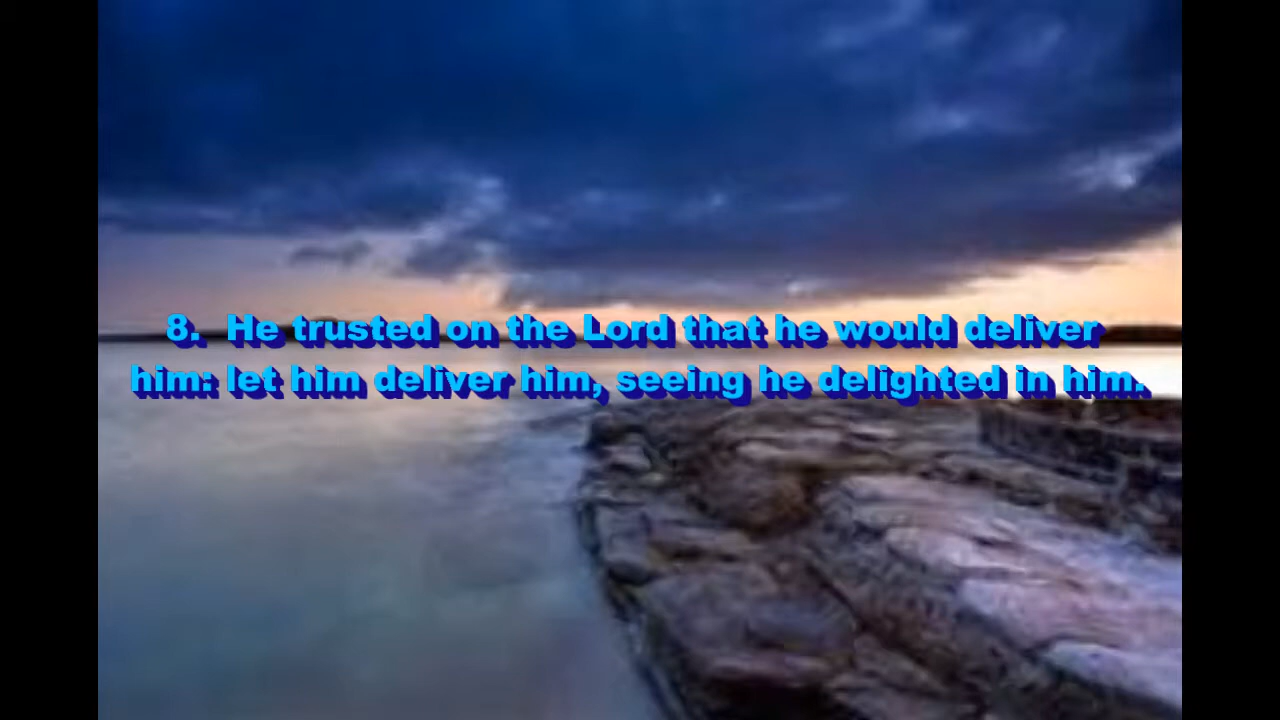 8.  He trusted on the Lord that he would deliver
him: let him deliver him, seeing he delighted in him.